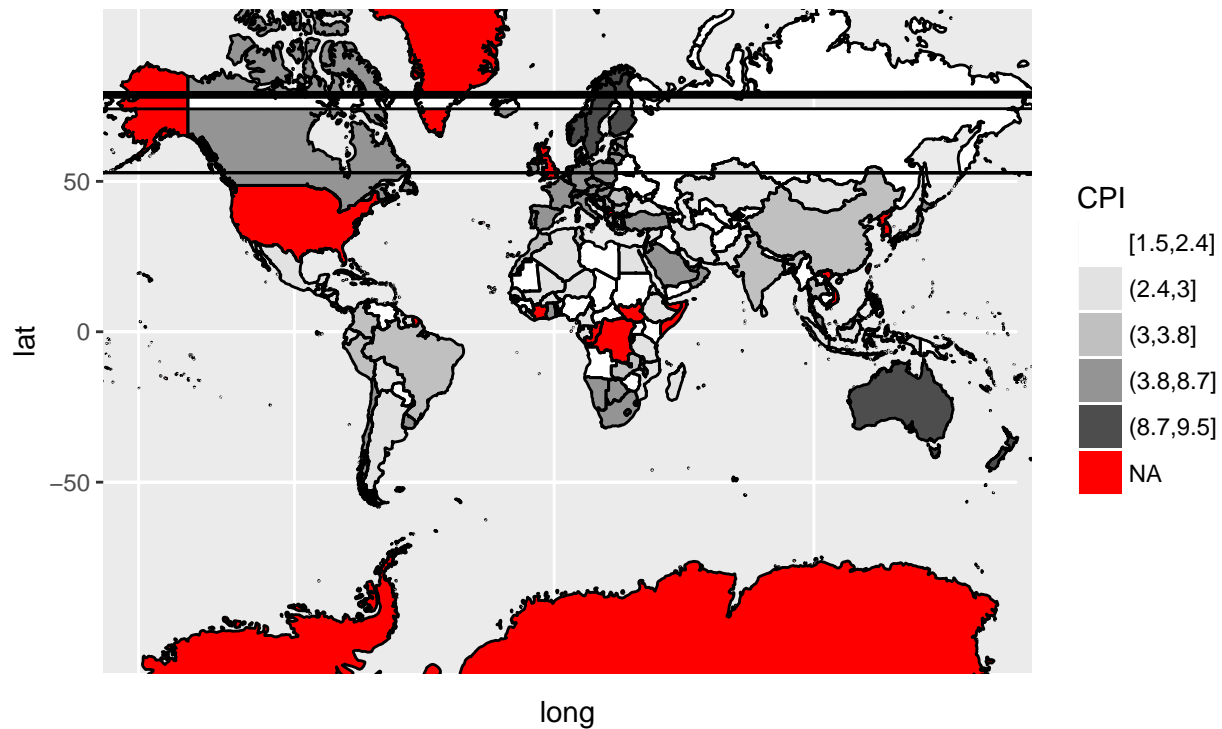 CPI
[1.5,2.4]
(2.4,3]
(3,3.8]
(3.8,8.7]
(8.7,9.5]
NA
50
0
−50
lat
long